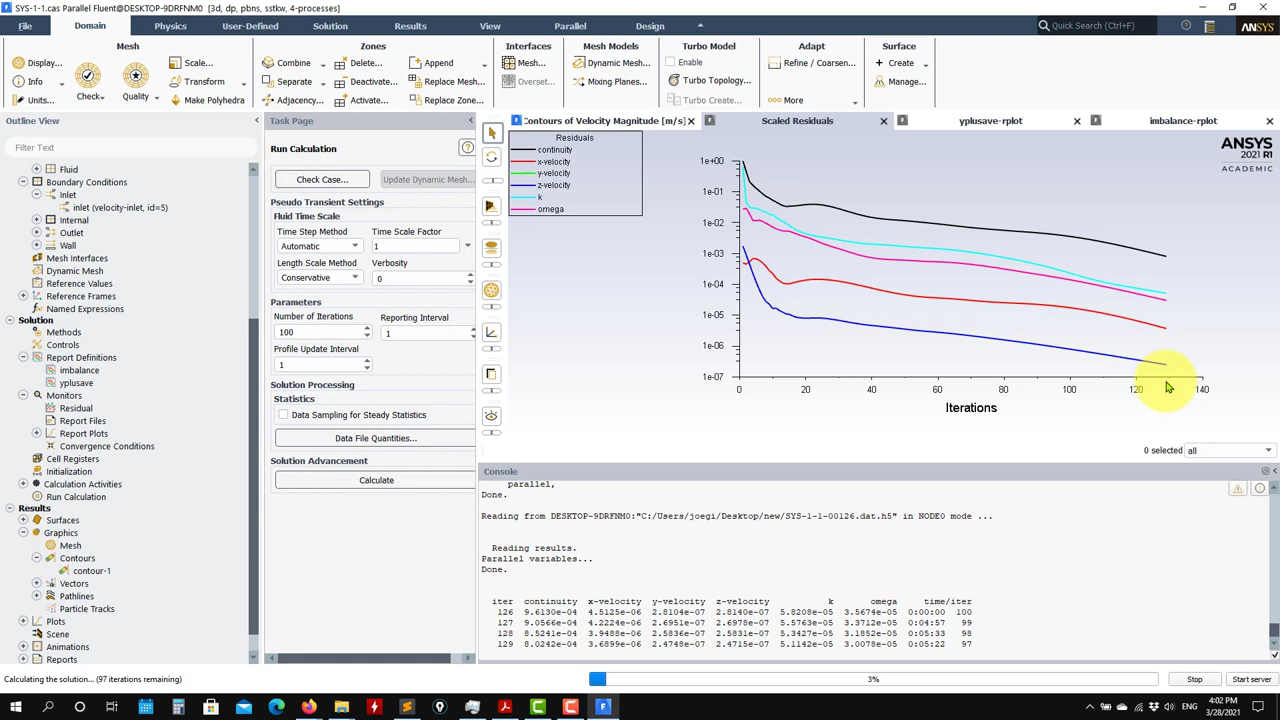 SYS-1-1.cas Parallel Fluent@DESKTOP-9DRFNM0 [3d, dp, pbns, sstkw, 4-processes]
File Domain Physics User-Defined Solution Results View Parallel Design Quick Search (Ctrl+F) ANSYS
Mesh Zones Interfaces Mesh Models Turbo Model Adapt Surface
Display... Scale... Combine Delete... Append Mesh... Dynamic Mesh... Enable Refine / Coarsen... Create
Info Check Quality Transform Separate Deactivate... Replace Mesh... Overset... Mixing Planes... Turbo Topology... Manage...
Units... Make Polyhedra Adjacency... Activate... Replace Zone... Turbo Create... More
Outline View
Filter Text
Fluid
Boundary Conditions
Inlet
inlet (velocity-inlet, id=5)
Internal
Outlet
Wall
Mesh Interfaces
Dynamic Mesh
Reference Values
Reference Frames
Named Expressions
Solution
Methods
Controls
Report Definitions
imbalance
yplusave
Monitors
Residual
Report Files
Report Plots
Convergence Conditions
Cell Registers
Initialization
Calculation Activities
Run Calculation
Results
Surfaces
Graphics
Mesh
Contours
contour-1
Vectors
Pathlines
Particle Tracks
Plots
Scene
Animations
Reports
Task Page
Run Calculation
Check Case... Update Dynamic Mesh...
Pseudo Transient Settings
Fluid Time Scale
Time Step Method Time Scale Factor
Automatic 1
Length Scale Method Verbosity
Conservative 0
Parameters
Number of Iterations Reporting Interval
100 1
Profile Update Interval
1
Solution Processing
Statistics
Data Sampling for Steady Statistics
Data File Quantities...
Solution Advancement
Calculate
Contours of Velocity Magnitude [m/s] Scaled Residuals yplusave-rplot imbalance-rplot
Residuals
continuity
x-velocity
y-velocity
z-velocity
k
omega
ANSYS
2021 R1
ACADEMIC
1e+00
1e-01
1e-02
1e-03
1e-04
1e-05
1e-06
1e-07
0 20 40 60 80 100 120 140
Iterations
0 selected all
Console
parallel,
Done.
Reading from DESKTOP-9DRFNM0:"C:/Users/joegi/Desktop/new/SYS-1-1-00126.dat.h5" in NODE0 mode ...
Reading results.
Parallel variables...
Done.
iter continuity x-velocity y-velocity z-velocity k omega time/iter
126 9.6130e-04 4.5125e-06 2.8104e-07 2.8140e-07 5.8208e-05 3.5674e-05 0:00:00 100
127 9.0566e-04 4.2224e-06 2.6951e-07 2.6978e-07 5.5763e-05 3.3712e-05 0:04:57 99
128 8.5241e-04 3.9488e-06 2.5836e-07 2.5831e-07 5.3427e-05 3.1852e-05 0:05:33 98
129 8.0242e-04 3.6899e-06 2.4748e-07 2.4715e-07 5.1142e-05 3.0078e-05 0:05:22 97
Calculating the solution... (97 iterations remaining) 3% Stop Start server
ENG 4:02 PM
3/28/2021